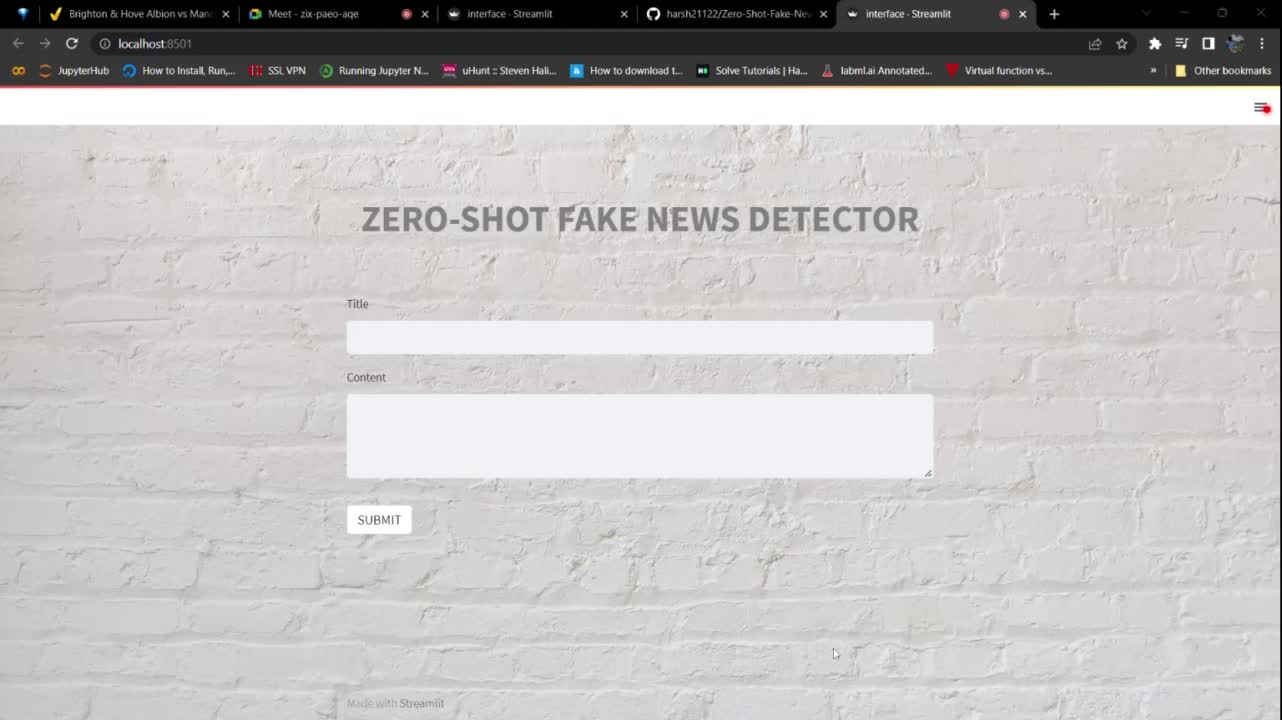 Brighton & Hove Albion vs Man
Meet - zix-paeo-aqe
interface · Streamlit
harsh21122/Zero-Shot-Fake-Nev
interface · Streamlit
localhost:8501
JupyterHub
How to Install, Run,...
SSL VPN
Running Jupyter N...
uHunt :: Steven Hali...
How to download t...
Solve Tutorials | Ha...
labml.ai Annotated...
Virtual function vs...
»
Other bookmarks
ZERO-SHOT FAKE NEWS DETECTOR
Title
Content
SUBMIT
Made with Streamlit